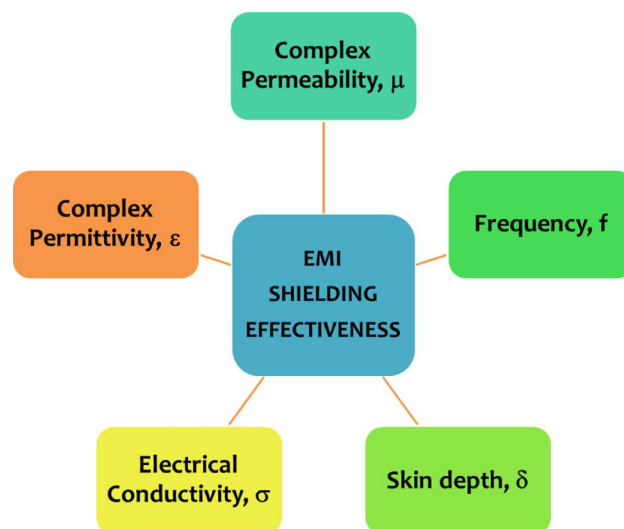 Complex
Permeability, μ
Complex
Permittivity, ε
Frequency, f
EMI
SHIELDING
EFFECTIVENESS
Electrical
Conductivity, σ
Skin depth, δ